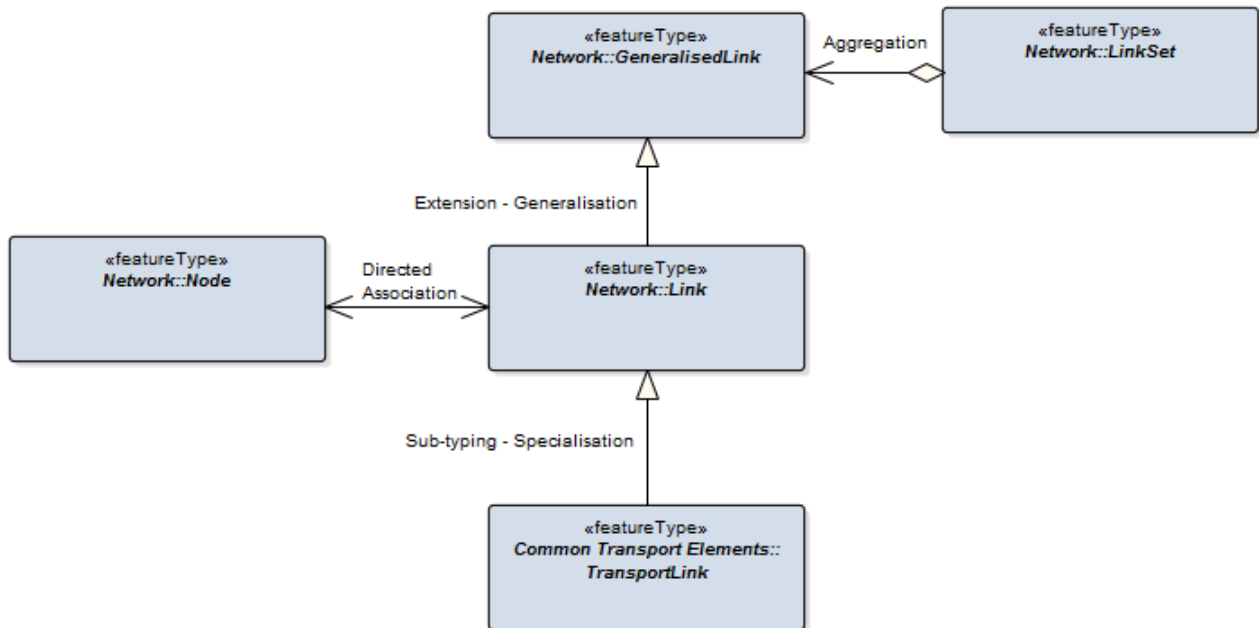 «featureType»
Network::GeneralisedLink
Aggregation
«featureType»
Network::LinkSet
Extension - Generalisation
«featureType»
Network::Node
Directed
Association
«featureType»
Network::Link
Sub-typing - Specialisation
«featureType»
Common Transport Elements::
TransportLink